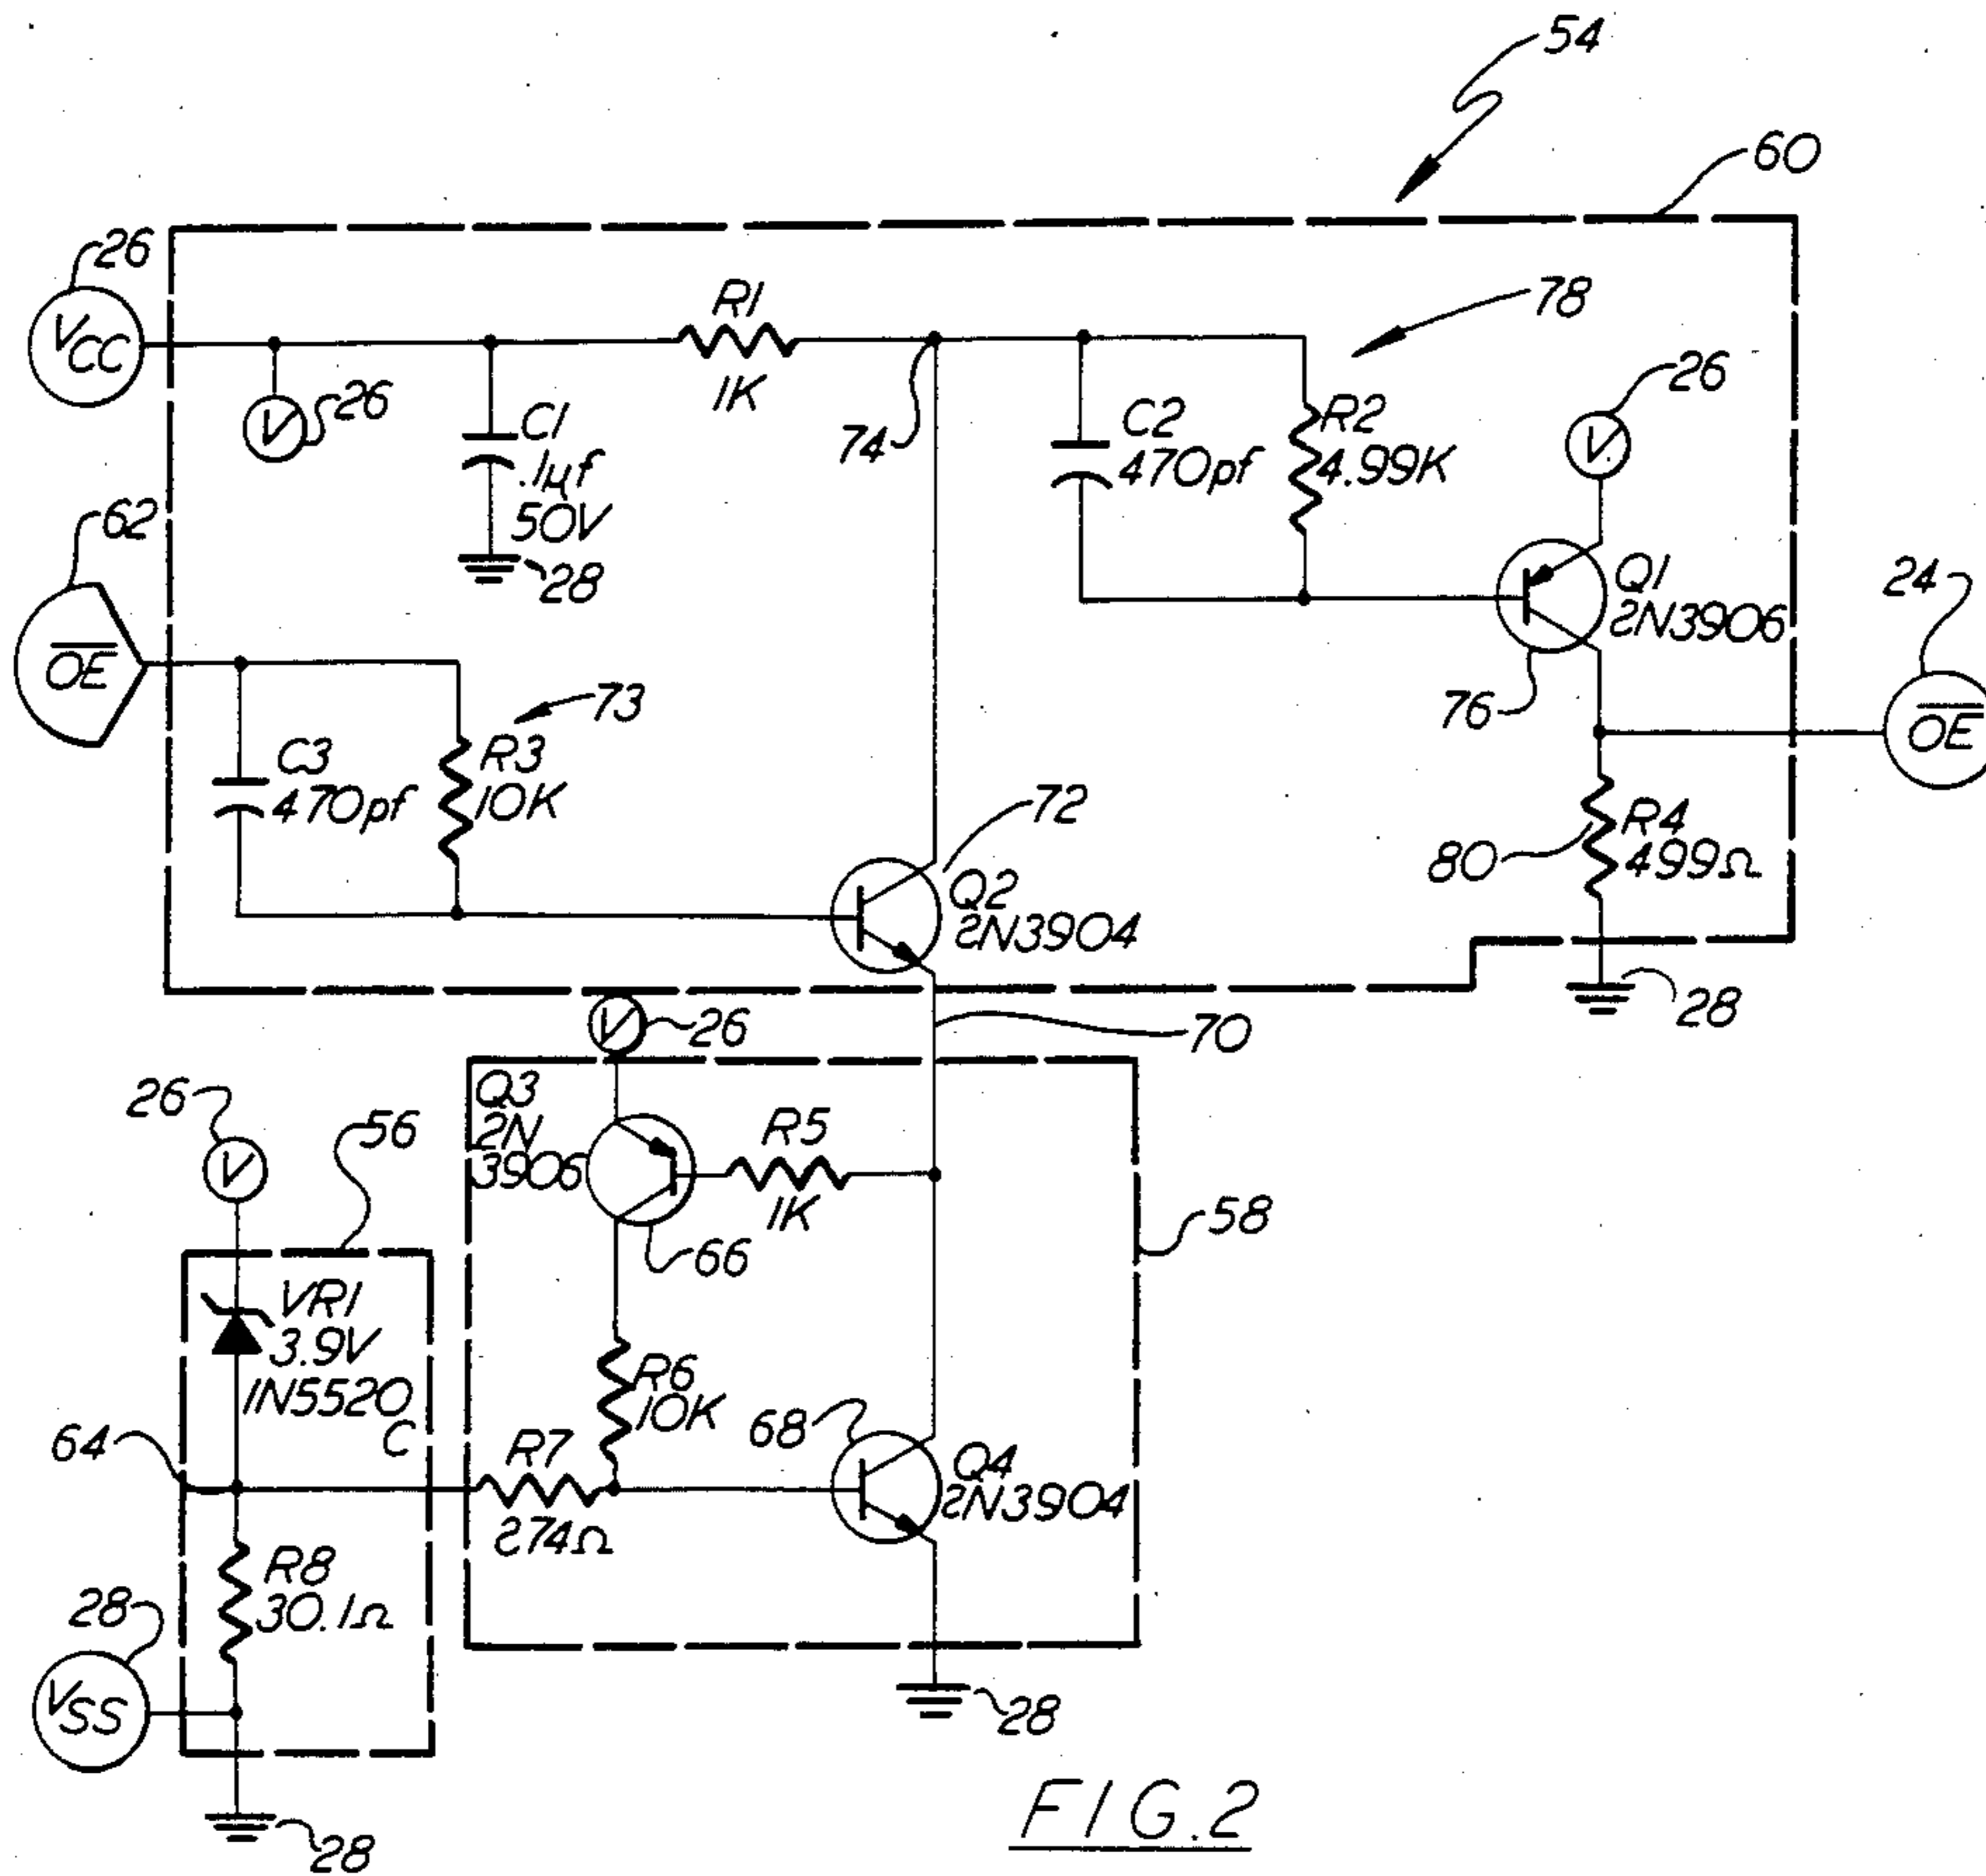 54
60
26
VCC
R1
1K
78
26
V
26
C1
.1µf
50V
28
74
C2
470pf
R2
4.99K
V
62
OE
Q1
2N3906
24
OE
76
73
C3
470pf
R3
10K
72
Q2
2N3904
80
R4
499Ω
28
V
26
70
26
56
V
Q3
2N
3906
R5
1K
66
58
VR1
3.9V
1N5520
C
64
R6
10K
68
R7
274Ω
Q4
2N3904
R8
30.1Ω
28
VSS
28
28
FIG.2